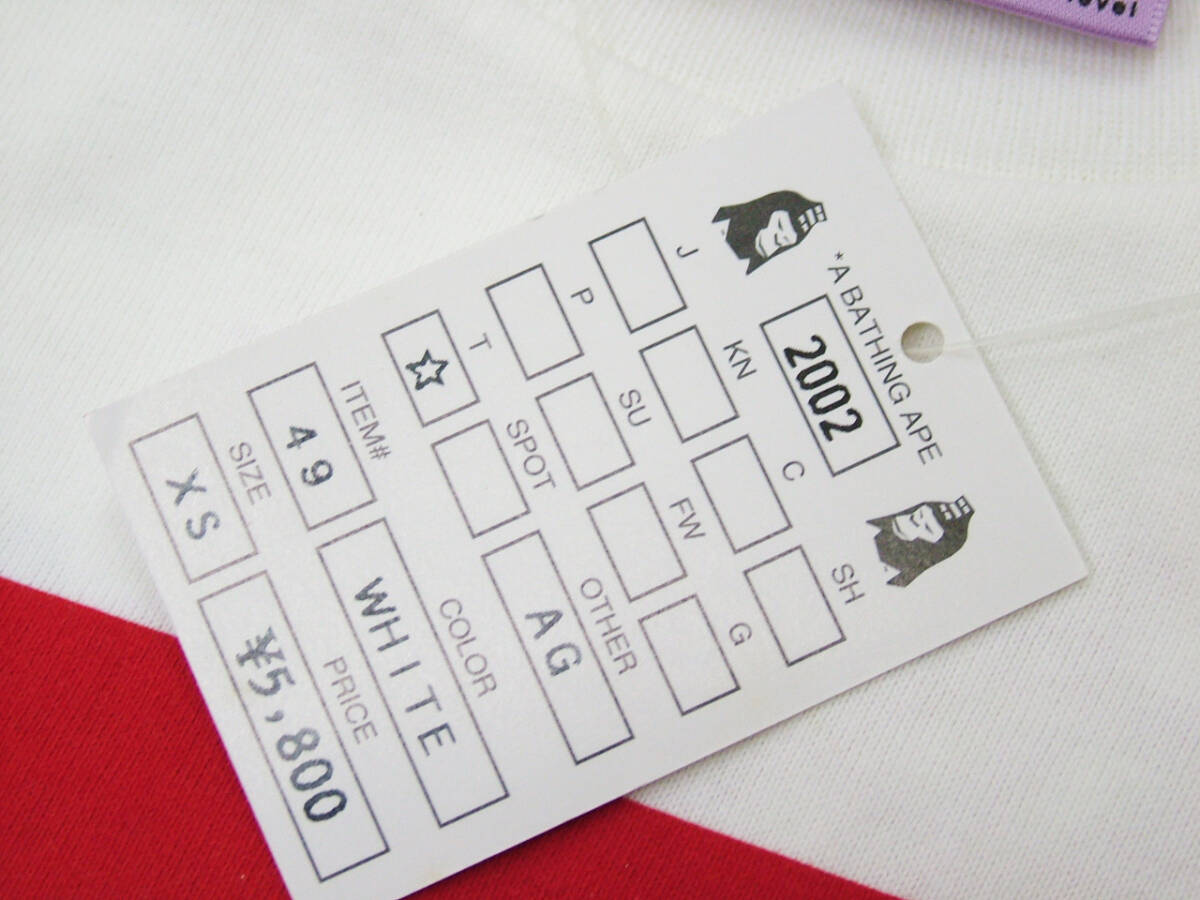 *A BATHING APE
2002
J KN C SH
P SU FW G
T SPOT OTHER
☆ AG
ITEM# COLOR
49 WHITE
SIZE PRICE
XS ¥5,800
level